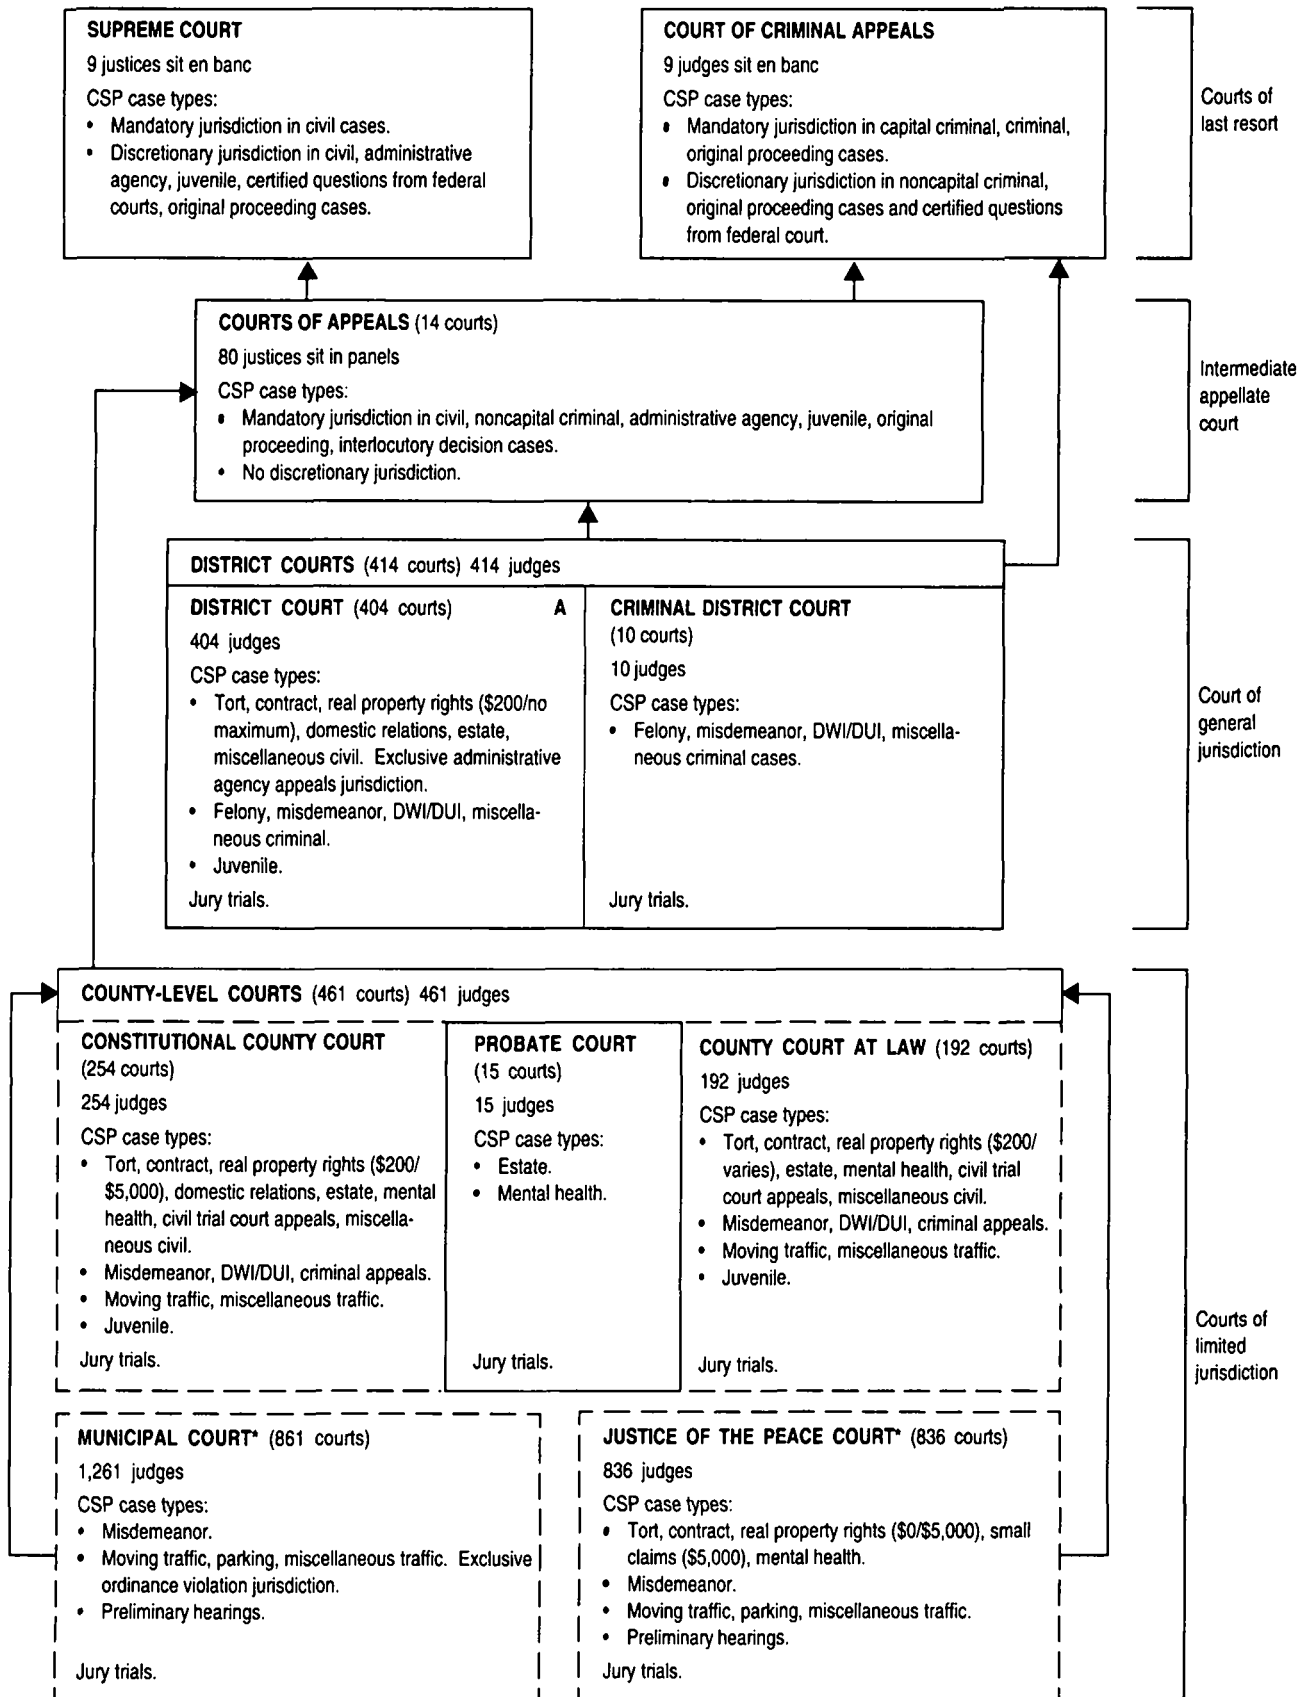 SUPREME COURT
9 justices sit en banc
CSP case types:
• Mandatory jurisdiction in civil cases.
• Discretionary jurisdiction in civil, administrative
agency, juvenile, certified questions from federal
courts, original proceeding cases.
COURT OF CRIMINAL APPEALS
9 judges sit en banc
CSP case types:
• Mandatory jurisdiction in capital criminal, criminal,
original proceeding cases.
• Discretionary jurisdiction in noncapital criminal,
original proceeding cases and certified questions
from federal court.
Courts of
last resort
COURTS OF APPEALS (14 courts)
80 justices sit in panels
CSP case types:
• Mandatory jurisdiction in civil, noncapital criminal, administrative agency, juvenile, original
proceeding, interlocutory decision cases.
• No discretionary jurisdiction.
Intermediate
appellate
court
DISTRICT COURTS (414 courts) 414 judges
DISTRICT COURT (404 courts) A
404 judges
CSP case types:
• Tort, contract, real property rights ($200/no
maximum), domestic relations, estate,
miscellaneous civil. Exclusive administrative
agency appeals jurisdiction.
• Felony, misdemeanor, DWI/DUI, miscella-
neous criminal.
• Juvenile.
Jury trials.
CRIMINAL DISTRICT COURT
(10 courts)
10 judges
CSP case types:
• Felony, misdemeanor, DWI/DUI, miscella-
neous criminal cases.
Jury trials.
Court of
general
jurisdiction
COUNTY-LEVEL COURTS (461 courts) 461 judges
CONSTITUTIONAL COUNTY COURT
(254 courts)
254 judges
CSP case types:
• Tort, contract, real property rights ($200/
$5,000), domestic relations, estate, mental
health, civil trial court appeals, miscella-
neous civil.
• Misdemeanor, DWI/DUI, criminal appeals.
• Moving traffic, miscellaneous traffic.
• Juvenile.
Jury trials.
PROBATE COURT
(15 courts)
15 judges
CSP case types:
• Estate.
• Mental health.
Jury trials.
COUNTY COURT AT LAW (192 courts)
192 judges
CSP case types:
• Tort, contract, real property rights ($200/
varies), estate, mental health, civil trial
court appeals, miscellaneous civil.
• Misdemeanor, DWI/DUI, criminal appeals.
• Moving traffic, miscellaneous traffic.
• Juvenile.
Jury trials.
Courts of
limited
jurisdiction
MUNICIPAL COURT* (861 courts)
1,261 judges
CSP case types:
• Misdemeanor.
• Moving traffic, parking, miscellaneous traffic. Exclusive
ordinance violation jurisdiction.
• Preliminary hearings.
Jury trials.
JUSTICE OF THE PEACE COURT* (836 courts)
836 judges
CSP case types:
• Tort, contract, real property rights ($0/$5,000), small
claims ($5,000), mental health.
• Misdemeanor.
• Moving traffic, parking, miscellaneous traffic.
• Preliminary hearings.
Jury trials.